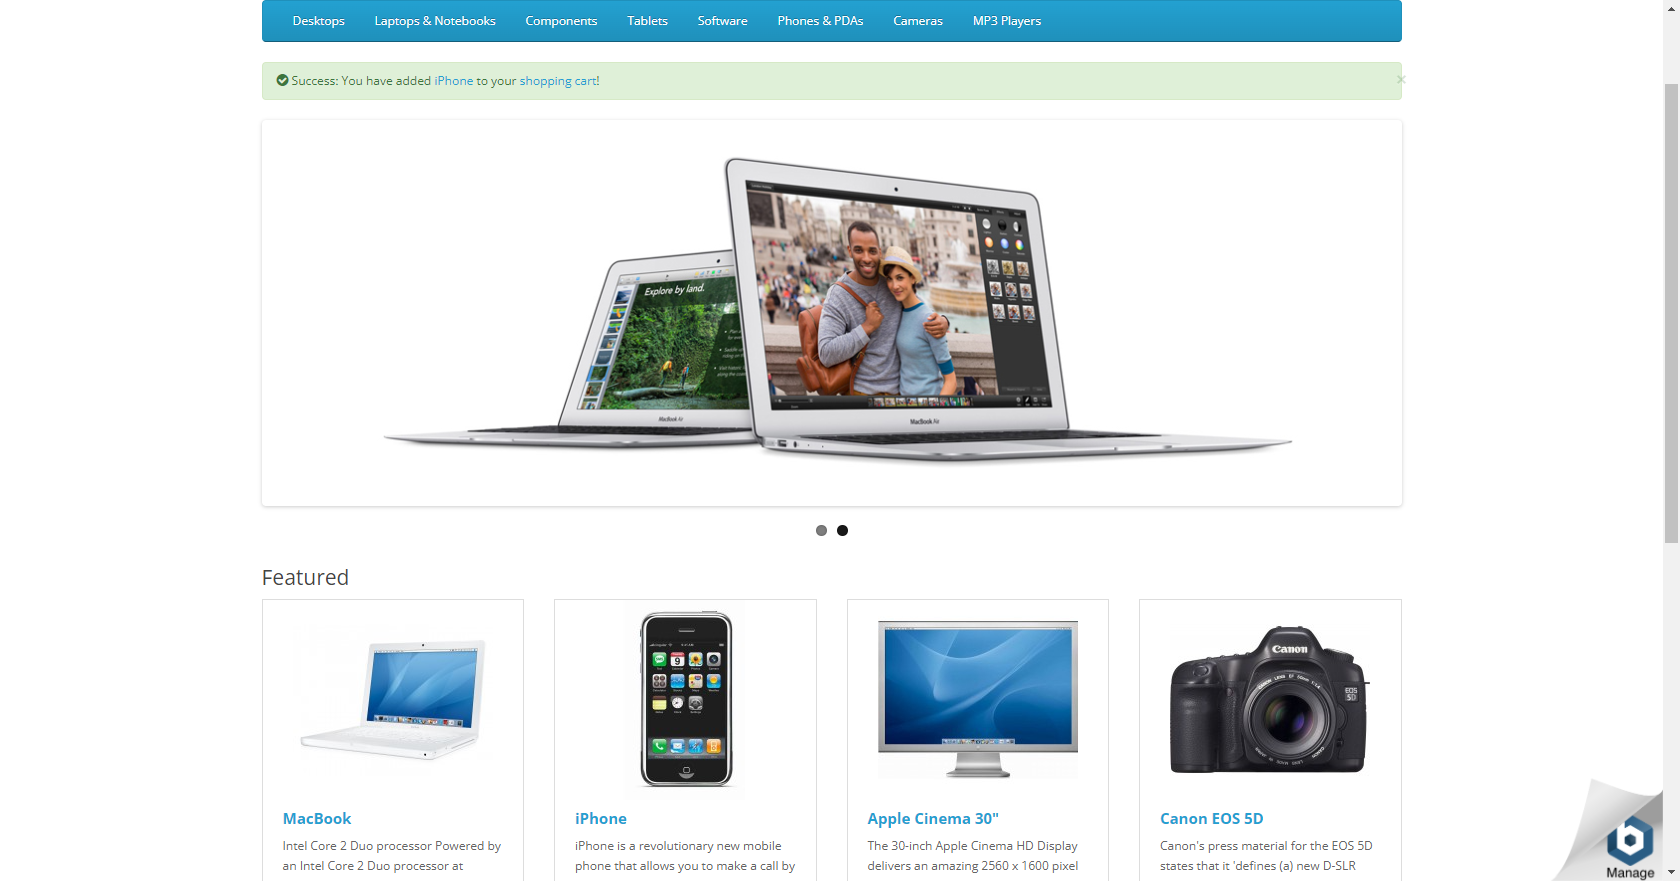 Desktops Laptops & Notebooks Components Tablets Software Phones & PDAs Cameras MP3 Players
Success: You have added iPhone to your shopping cart!
×
Explore by land.
MacBook Air
MacBook Air
Featured
Canon
EOS
5D
MacBook
Intel Core 2 Duo processor Powered by
an Intel Core 2 Duo processor at
iPhone
iPhone is a revolutionary new mobile
phone that allows you to make a call by
Apple Cinema 30"
The 30-inch Apple Cinema HD Display
delivers an amazing 2560 x 1600 pixel
Canon EOS 5D
Canon's press material for the EOS 5D
states that it 'defines (a) new D-SLR
b
Manage